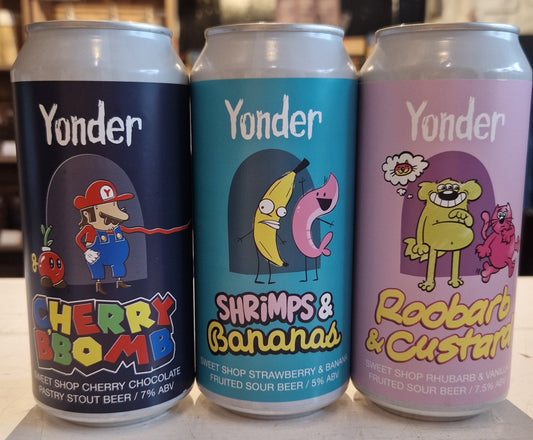 Yonder
CHERRY
BBOMB
SWEET SHOP CHERRY CHOCOLATE
PASTRY STOUT BEER / 7% ABV
Yonder
SHRiMPS &
Bananas
SWEET SHOP STRAWBERRY & BANANA
FRUITED SOUR BEER / 5% ABV
Yonder
Roobarb
& Custard
SWEET SHOP RHUBARB & VANILLA
FRUITED SOUR BEER / 7.5% ABV